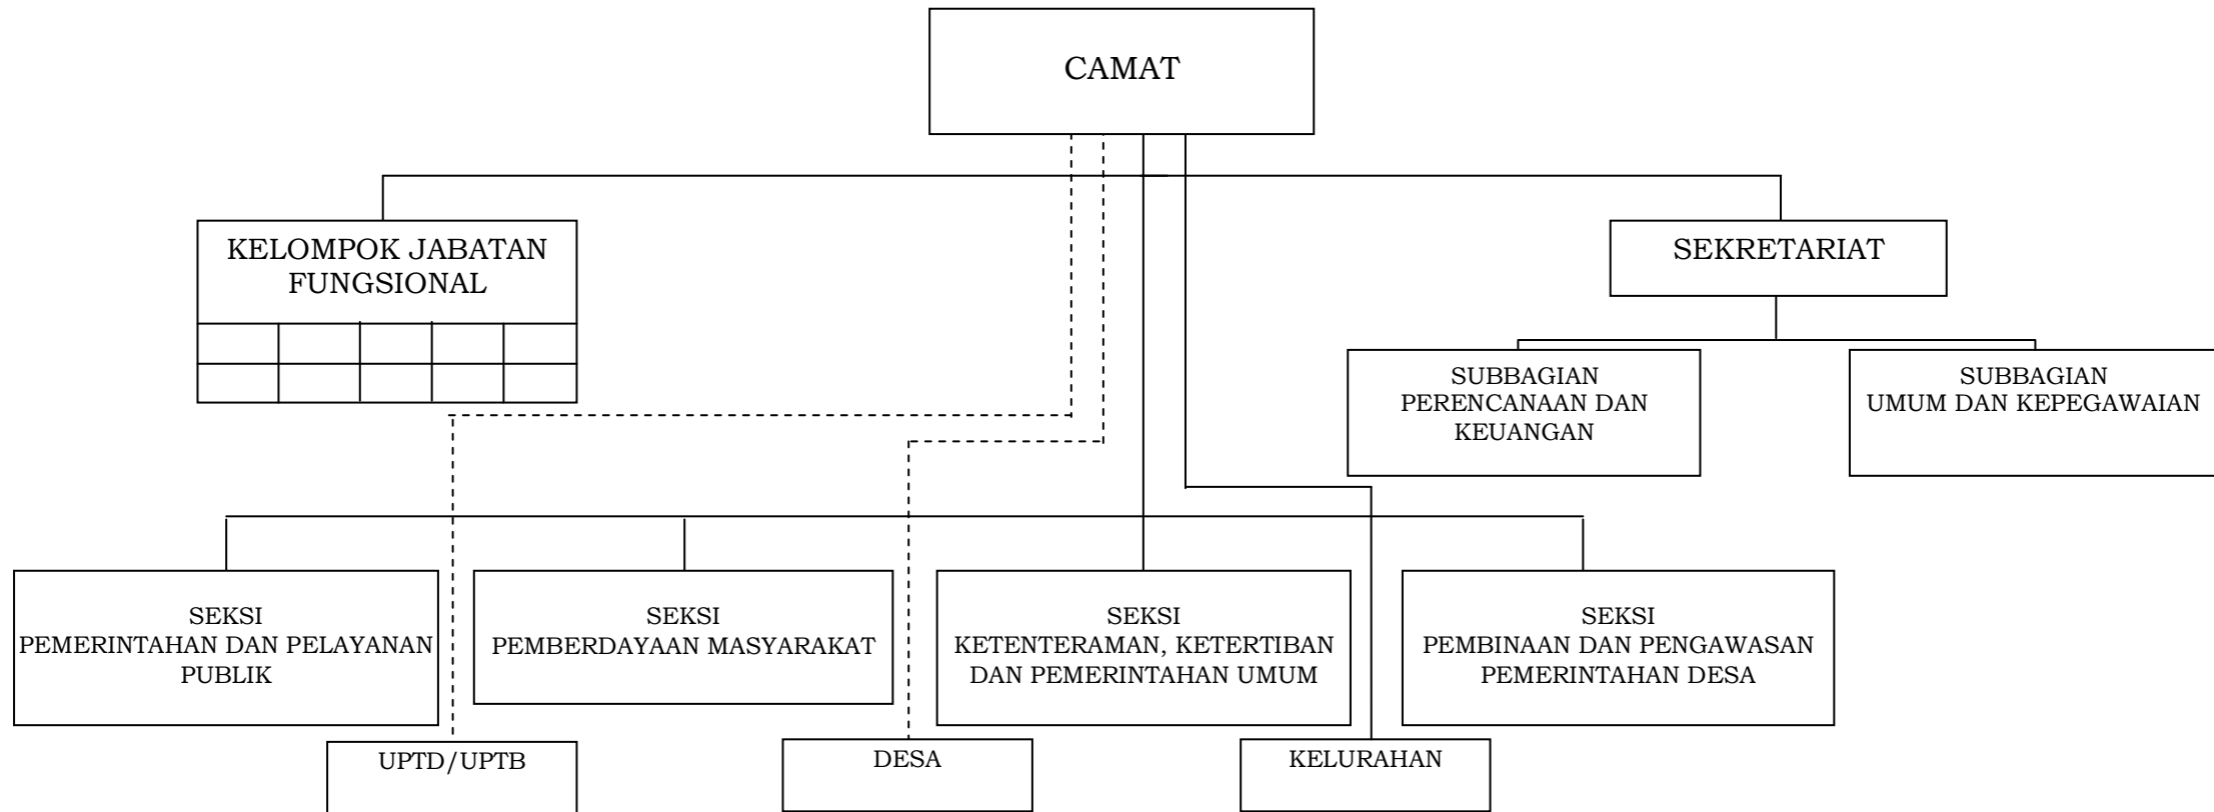 CAMAT
KELOMPOK JABATAN
FUNGSIONAL
SEKRETARIAT
SUBBAGIAN
PERENCANAAN DAN
KEUANGAN
SUBBAGIAN
UMUM DAN KEPEGAWAIAN
SEKSI
PEMERINTAHAN DAN PELAYANAN
PUBLIK
SEKSI
PEMBERDAYAAN MASYARAKAT
SEKSI
KETENTERAMAN, KETERTIBAN
DAN PEMERINTAHAN UMUM
SEKSI
PEMBINAAN DAN PENGAWASAN
PEMERINTAHAN DESA
UPTD/UPTB
DESA
KELURAHAN